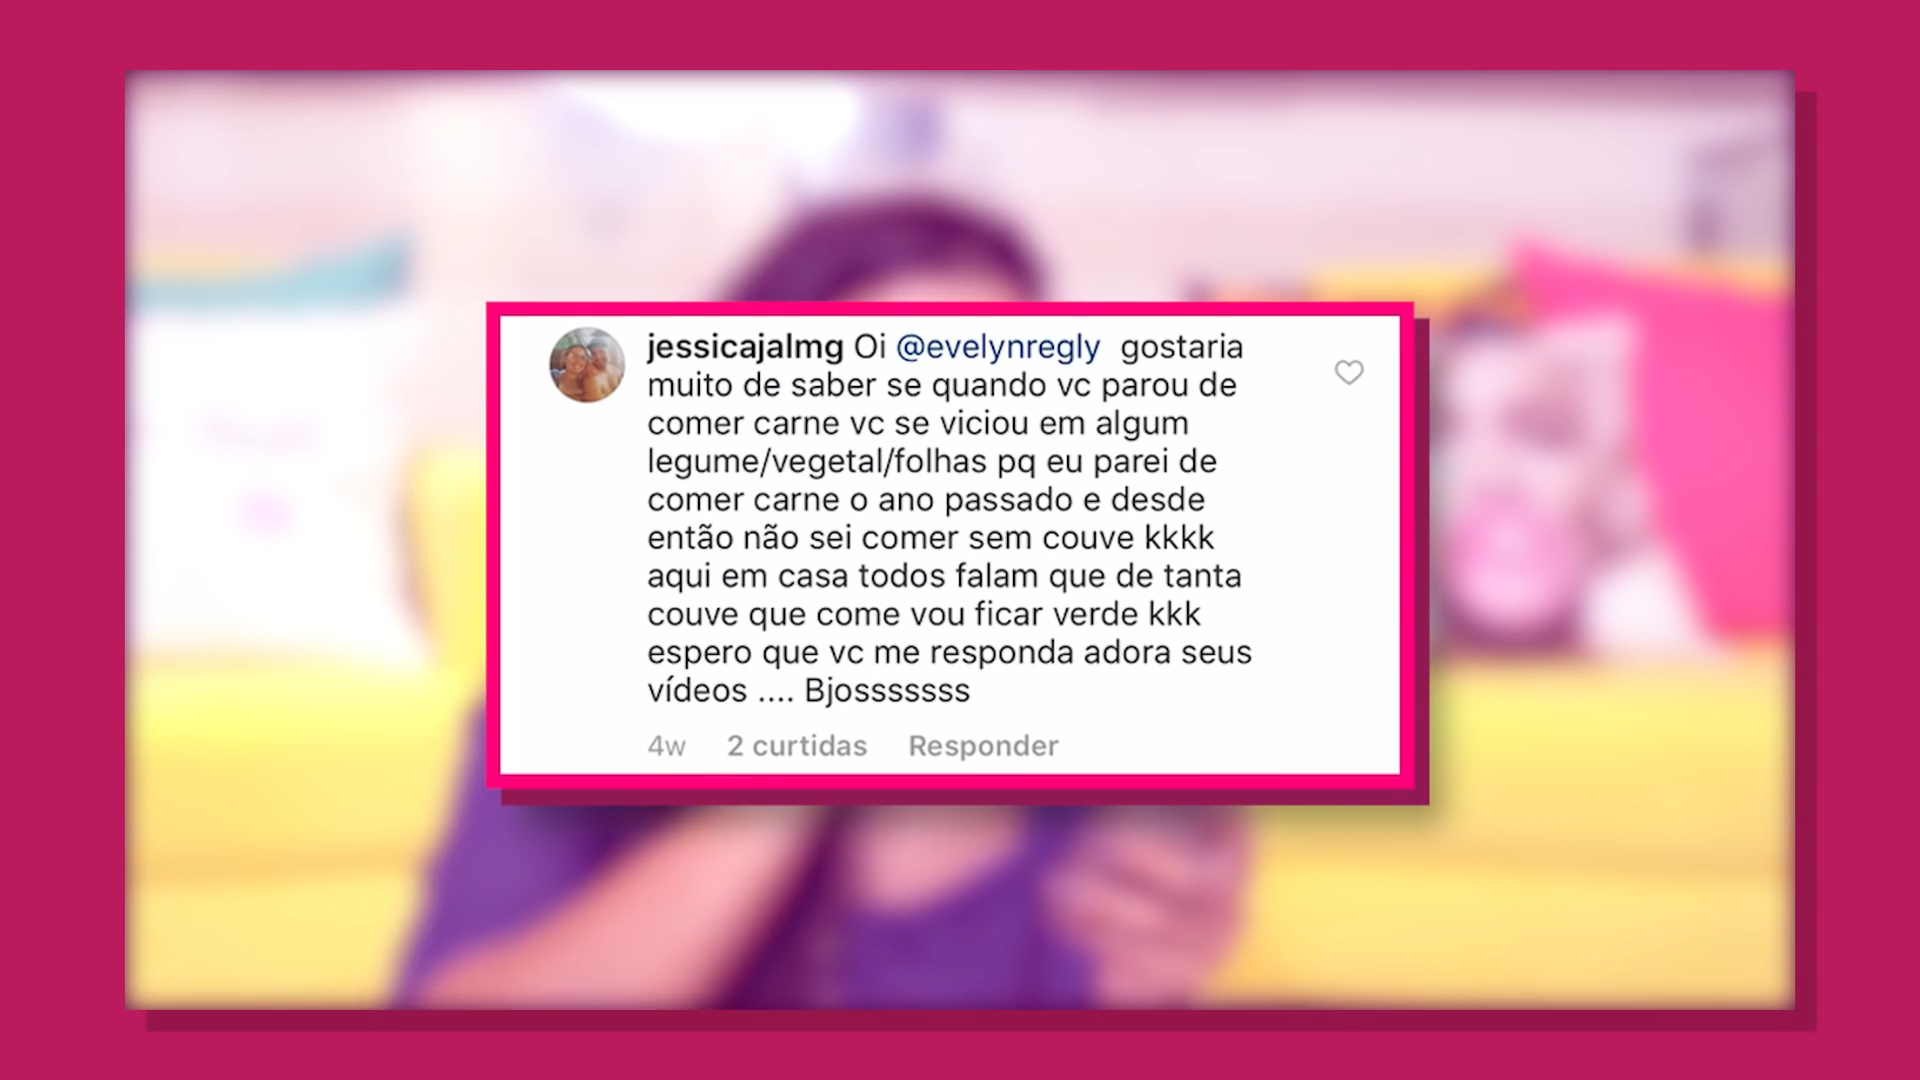 jessicajalmg Oi @evelynregly gostaria
muito de saber se quando vc parou de
comer carne vc se viciou em algum
legume/vegetal/folhas pq eu parei de
comer carne o ano passado e desde
então não sei comer sem couve kkkk
aqui em casa todos falam que de tanta
couve que come vou ficar verde kkk
espero que vc me responda adora seus
vídeos .... Bjosssssss
4w 2 curtidas Responder